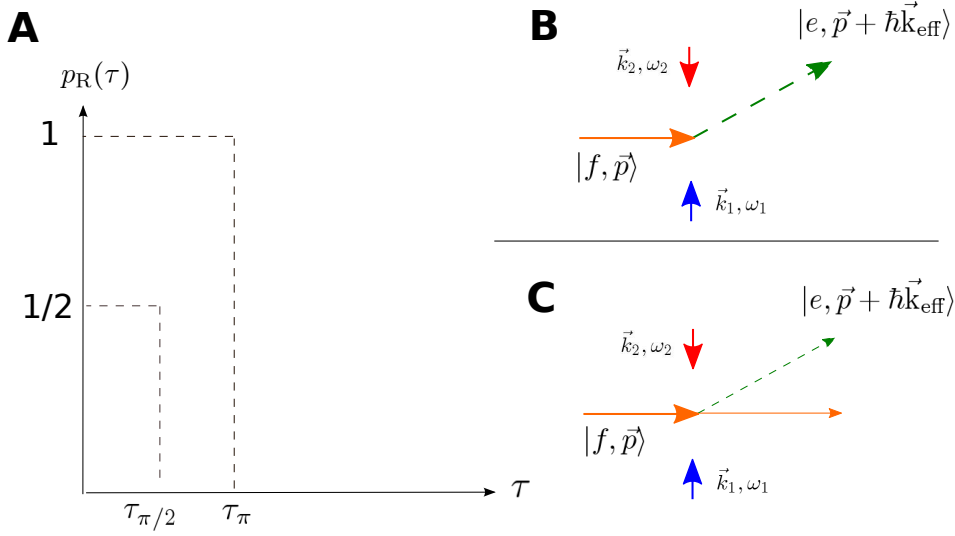 A
p_R(τ)
1
1/2
τ_{π/2}
τ_π
τ
B
|e, p⃗ + ħk⃗_eff⟩
k⃗_2, ω_2
|f, p⃗⟩
k⃗_1, ω_1
C
|e, p⃗ + ħk⃗_eff⟩
k⃗_2, ω_2
|f, p⃗⟩
k⃗_1, ω_1